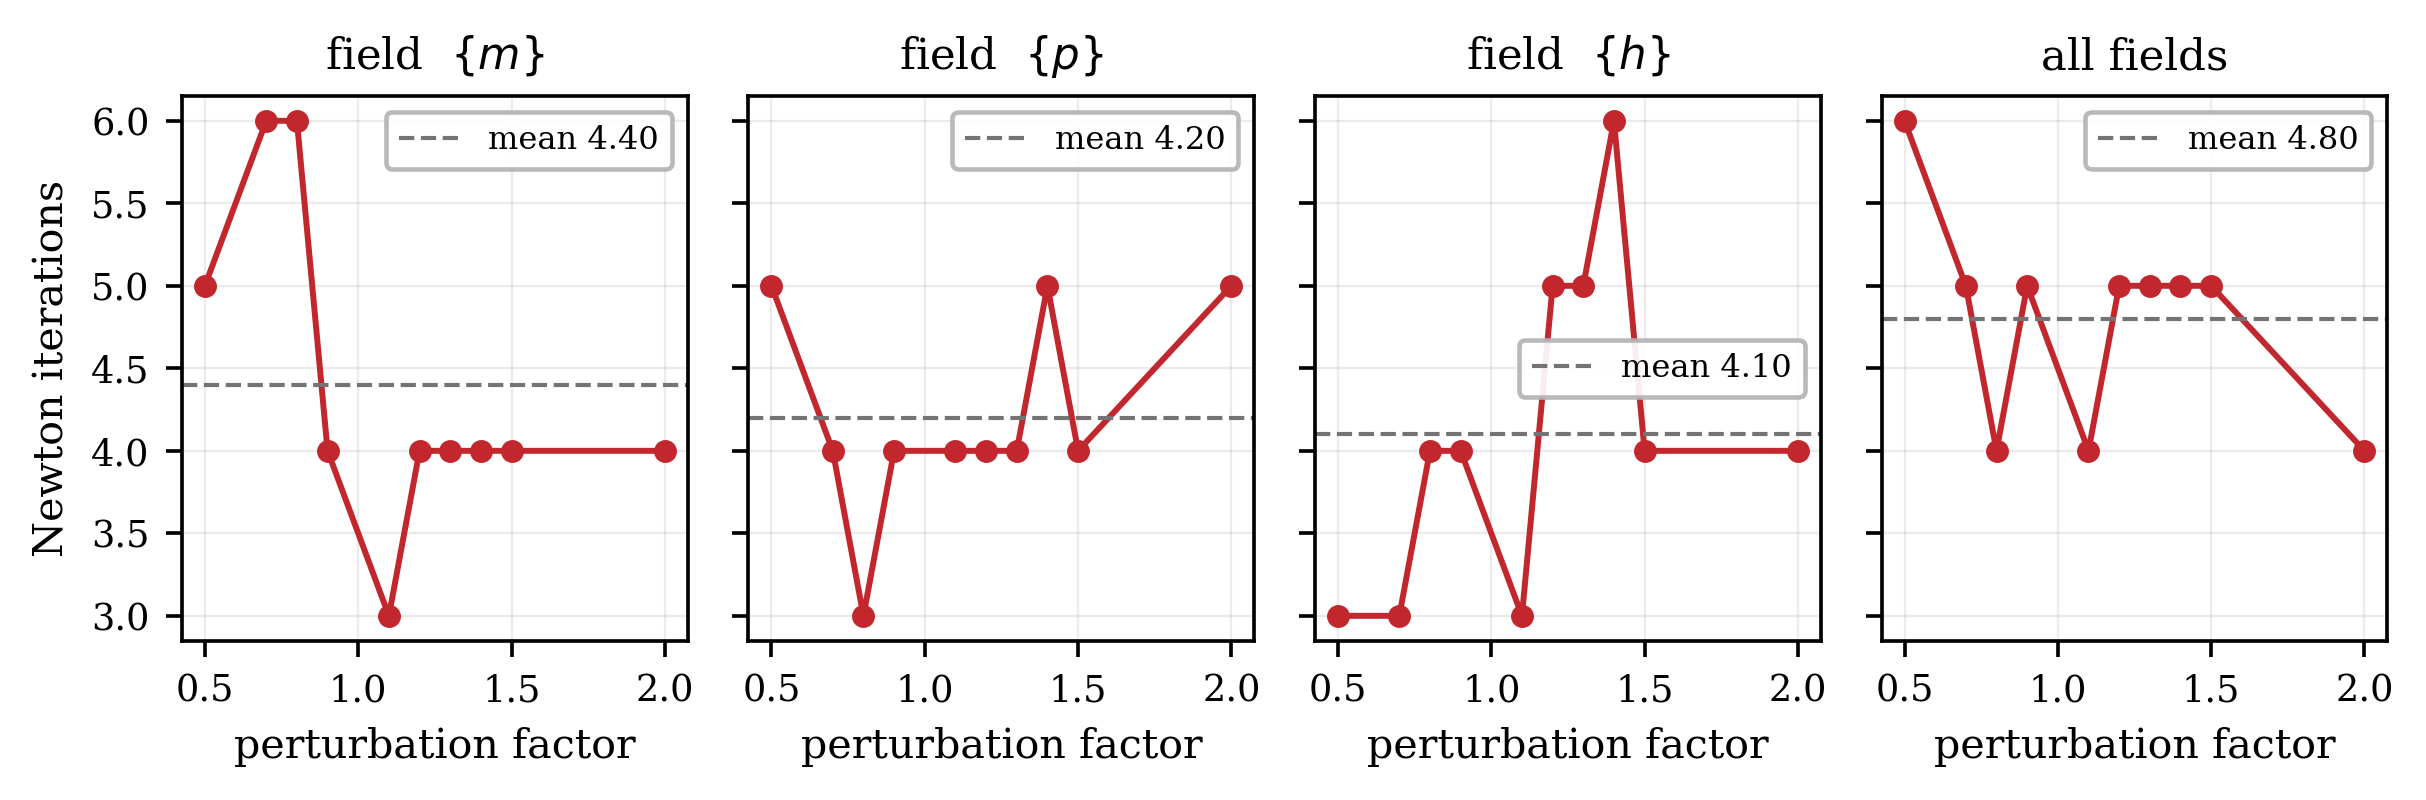 field {m}
field {p}
field {h}
all fields
Newton iterations
6.0
5.5
5.0
4.5
4.0
3.5
3.0
mean 4.40
mean 4.20
mean 4.10
mean 4.80
0.5 1.0 1.5 2.0
0.5 1.0 1.5 2.0
0.5 1.0 1.5 2.0
0.5 1.0 1.5 2.0
perturbation factor
perturbation factor
perturbation factor
perturbation factor